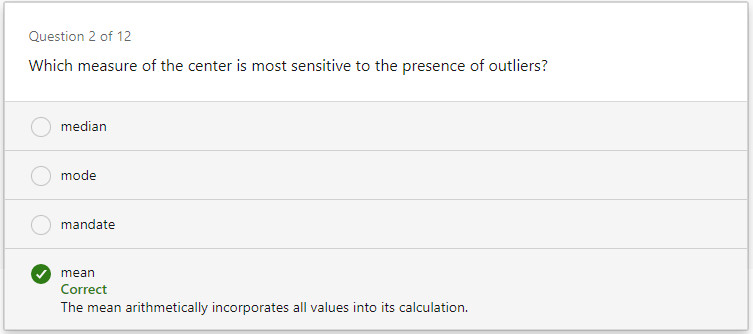 Question 2 of 12
Which measure of the center is most sensitive to the presence of outliers?
median
mode
mandate
mean
Correct
The mean arithmetically incorporates all values into its calculation.